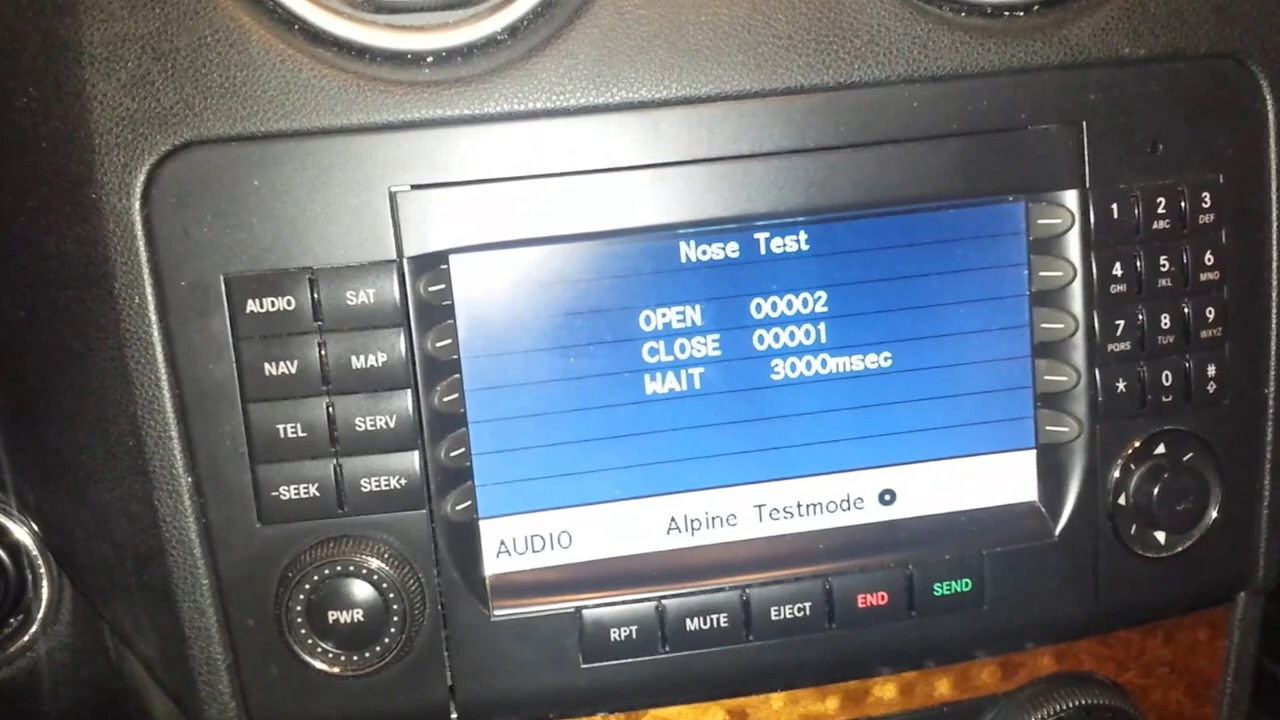 Nose Test
OPEN 00002
CLOSE 00001
WAIT 3000msec
AUDIO Alpine Testmode
AUDIO SAT
NAV MAP
TEL SERV
-SEEK SEEK+
PWR
RPT MUTE EJECT END SEND
1 2 ABC 3 DEF
4 GHI 5 JKL 6 MNO
7 PQRS 8 TUV 9 WXYZ
* 0 #